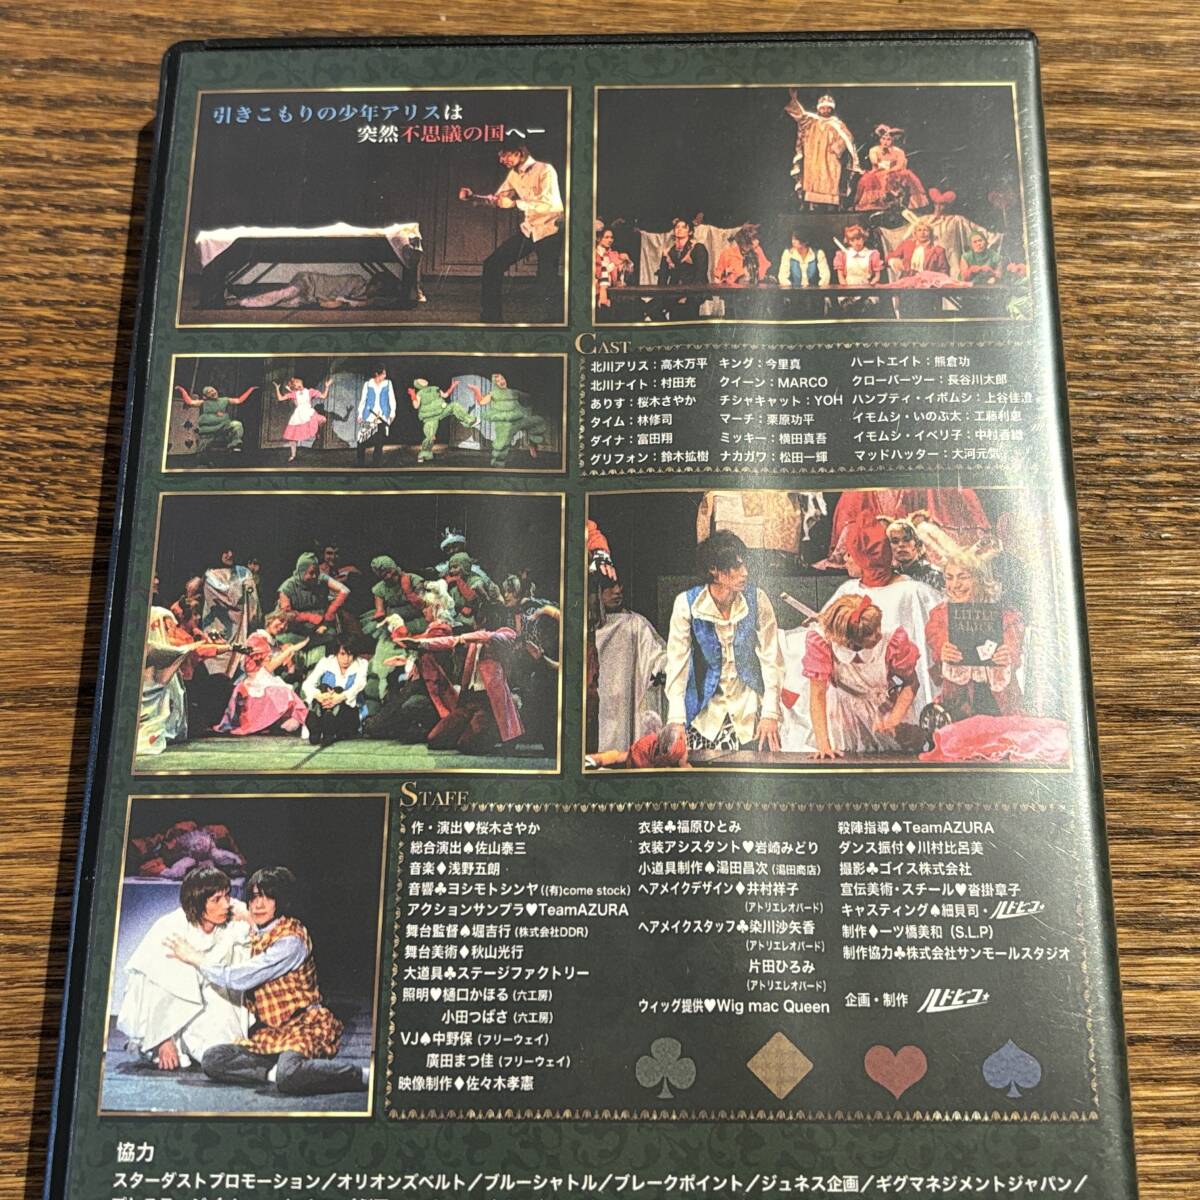 引きこもりの少年アリスは
突然不思議の国へー
CAST
北川アリス：高木万平
北川ナイト：村田充
ありす：桜木さやか
タイム：林修司
ダイナ：富田翔
グリフォン：鈴木拡樹
キング：今里真
クイーン：MARCO
チシャキャット：YOH
マーチ：栗原功平
ミッキー：横田真吾
ナカガワ：松田一輝
ハートエイト：熊倉功
クローバーツー：長谷川太郎
ハンプティ・イボムシ：上谷佳澄
イモムシ・いのぶ太：工藤利恵
イモムシ・イベリ子：中村香織
マッドハッター：大河元気
LITTLE
ALICE
STAFF
作・演出♥桜木さやか
総合演出♠佐山泰三
音楽♦浅野五朗
音響♣ヨシモトシンヤ((有)come stock)
アクションサンプラ♥TeamAZURA
舞台監督♠堀吉行(株式会社DDR)
舞台美術♦秋山光行
大道具♣ステージファクトリー
照明♥樋口かほる(六工房)
小田つばさ(六工房)
VJ♠中野保(フリーウェイ)
廣田まつ佳(フリーウェイ)
映像制作♦佐々木孝憲
衣装♣福原ひとみ
衣装アシスタント♥岩崎みどり
小道具制作♠湯田昌次(湯田商店)
ヘアメイクデザイン♦井村祥子
(アトリエレオパード)
ヘアメイクスタッフ♣染川沙矢香
(アトリエレオパード)
片田ひろみ
(アトリエレオパード)
ウィッグ提供♥Wig mac Queen
殺陣指導♠TeamAZURA
ダンス振付♦川村比呂美
撮影♣ゴイス株式会社
宣伝美術・スチール♥沓掛章子
キャスティング♠細貝司・ルドビコ★
制作♦一ツ橋美和(S.L.P)
制作協力♣株式会社サンモールスタジオ
企画・制作 ルドビコ★
協力
スターダストプロモーション／オリオンズベルト／ブルーシャトル／ブレークポイント／ジュネス企画／ギグマネジメントジャパン／